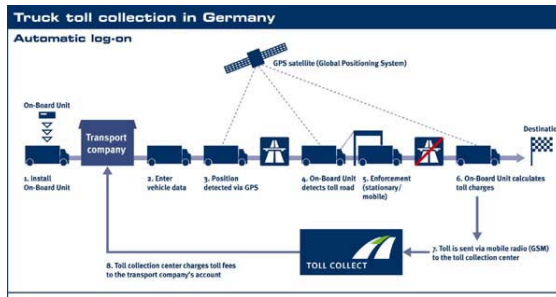 Truck toll collection in Germany
Automatic log-on
GPS satellite (Global Positioning System)
On-Board Unit
Transport
company
Destinatio
1. Install
On-Board Unit
2. Enter
vehicle data
3. Position
detected via GPS
4. On-Board Unit
detects toll road
5. Enforcement
(stationary/
mobile)
6. On-Board Unit calculates
toll charges
7. Toll is sent via mobile radio (GSM)
to the toll collection center
TOLL COLLECT
8. Toll collection center charges toll fees
to the transport company's account